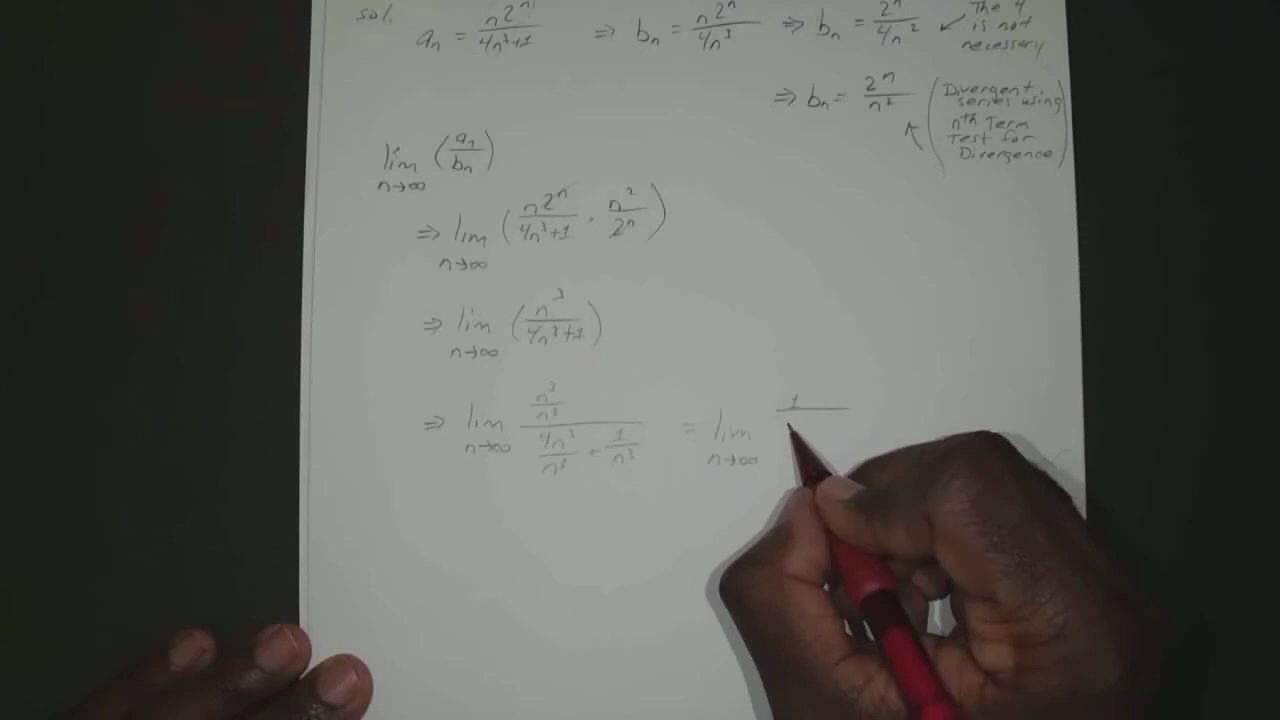 sol.
aₙ = n2ⁿ/(4n³+1) ⇒ bₙ = n2ⁿ/4n³ ⇒ bₙ = 2ⁿ/4n² ↙ The 4 is not necessary
⇒ bₙ = 2ⁿ/n² ↖ (Divergent series using nth Term Test for Divergence)
lim n→∞ (aₙ/bₙ)
⇒ lim n→∞ (n2ⁿ/(4n³+1) · n²/2ⁿ)
⇒ lim n→∞ (n³/(4n³+1))
⇒ lim n→∞ (n³/n³)/(4n³/n³ + 1/n³) = lim n→∞ 1/